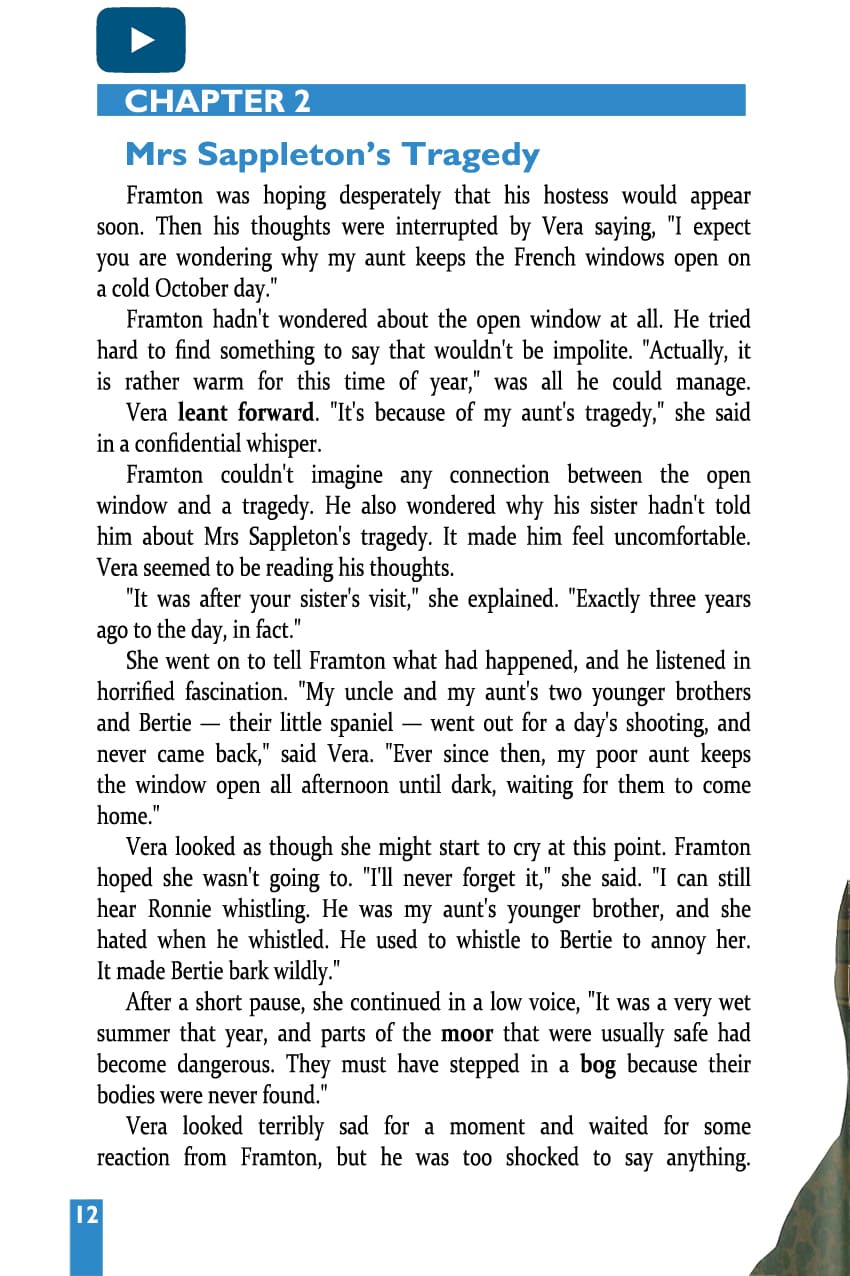 CHAPTER 2
Mrs Sappleton’s Tragedy
Framton was hoping desperately that his hostess would appear
soon. Then his thoughts were interrupted by Vera saying, "I expect
you are wondering why my aunt keeps the French windows open on
a cold October day."
Framton hadn't wondered about the open window at all. He tried
hard to find something to say that wouldn't be impolite. "Actually, it
is rather warm for this time of year," was all he could manage.
Vera leant forward. "It's because of my aunt's tragedy," she said
in a confidential whisper.
Framton couldn't imagine any connection between the open
window and a tragedy. He also wondered why his sister hadn't told
him about Mrs Sappleton's tragedy. It made him feel uncomfortable.
Vera seemed to be reading his thoughts.
"It was after your sister's visit," she explained. "Exactly three years
ago to the day, in fact."
She went on to tell Framton what had happened, and he listened in
horrified fascination. "My uncle and my aunt's two younger brothers
and Bertie — their little spaniel — went out for a day's shooting, and
never came back," said Vera. "Ever since then, my poor aunt keeps
the window open all afternoon until dark, waiting for them to come
home."
Vera looked as though she might start to cry at this point. Framton
hoped she wasn't going to. "I'll never forget it," she said. "I can still
hear Ronnie whistling. He was my aunt's younger brother, and she
hated when he whistled. He used to whistle to Bertie to annoy her.
It made Bertie bark wildly."
After a short pause, she continued in a low voice, "It was a very wet
summer that year, and parts of the moor that were usually safe had
become dangerous. They must have stepped in a bog because their
bodies were never found."
Vera looked terribly sad for a moment and waited for some
reaction from Framton, but he was too shocked to say anything.
12